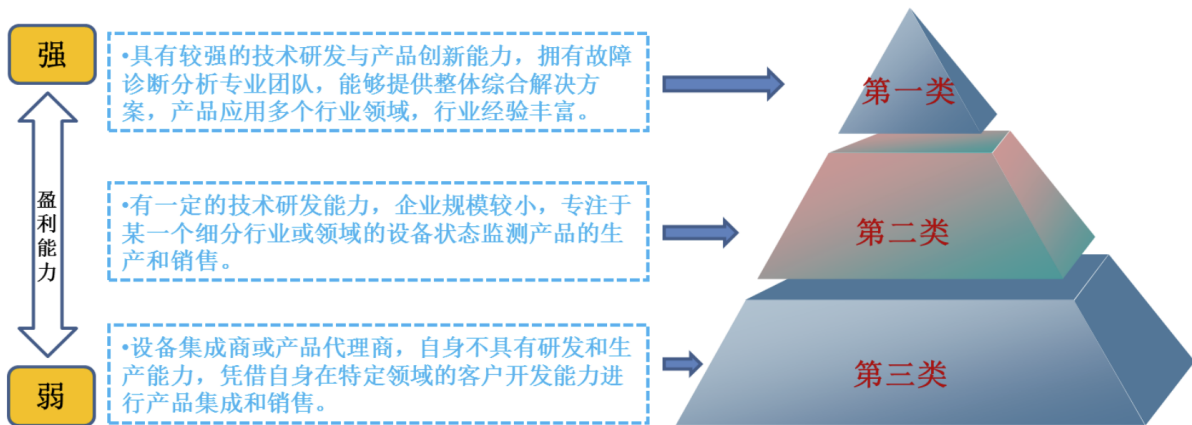 强
•具有较强的技术研发与产品创新能力，拥有故障
诊断分析专业团队，能够提供整体综合解决方
案，产品应用多个行业领域，行业经验丰富。
第一类
盈利能力
•有一定的技术研发能力，企业规模较小，专注于
某一个细分行业或领域的设备状态监测产品的生
产和销售。
第二类
弱
•设备集成商或产品代理商，自身不具有研发和生
产能力，凭借自身在特定领域的客户开发能力进
行产品集成和销售。
第三类